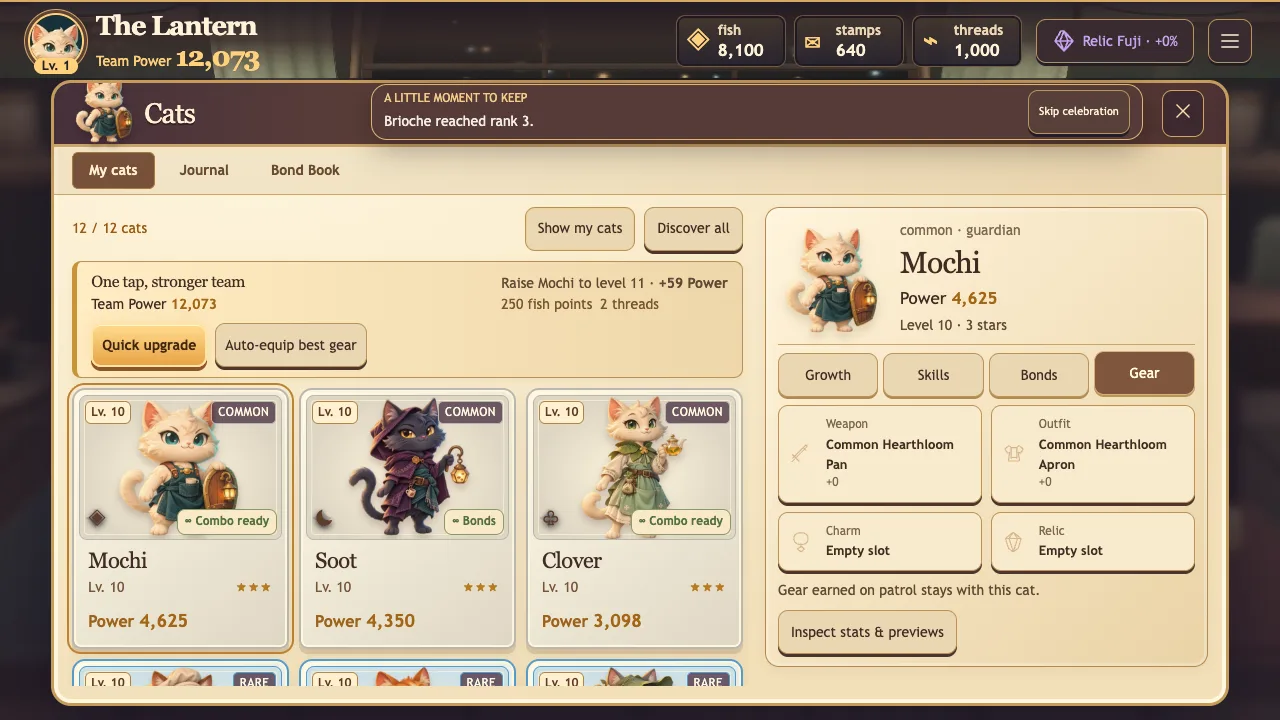 The Lantern
Team Power 12,073
Lv. 1
fish
8,100
stamps
640
threads
1,000
Relic Fuji · +0%
Cats
A LITTLE MOMENT TO KEEP
Brioche reached rank 3.
Skip celebration
My cats
Journal
Bond Book
12 / 12 cats
Show my cats
Discover all
One tap, stronger team
Team Power 12,073
Raise Mochi to level 11 · +59 Power
250 fish points 2 threads
Quick upgrade
Auto-equip best gear
Lv. 10
COMMON
∞ Combo ready
Mochi
Lv. 10
★★★
Power 4,625
Lv. 10
COMMON
∞ Bonds
Soot
Lv. 10
★★★
Power 4,350
Lv. 10
COMMON
∞ Combo ready
Clover
Lv. 10
★★★
Power 3,098
Lv. 10
RARE
Lv. 10
RARE
Lv. 10
RARE
common · guardian
Mochi
Power 4,625
Level 10 · 3 stars
Growth
Skills
Bonds
Gear
Weapon
Common Hearthloom
Pan
+0
Outfit
Common Hearthloom
Apron
+0
Charm
Empty slot
Relic
Empty slot
Gear earned on patrol stays with this cat.
Inspect stats & previews